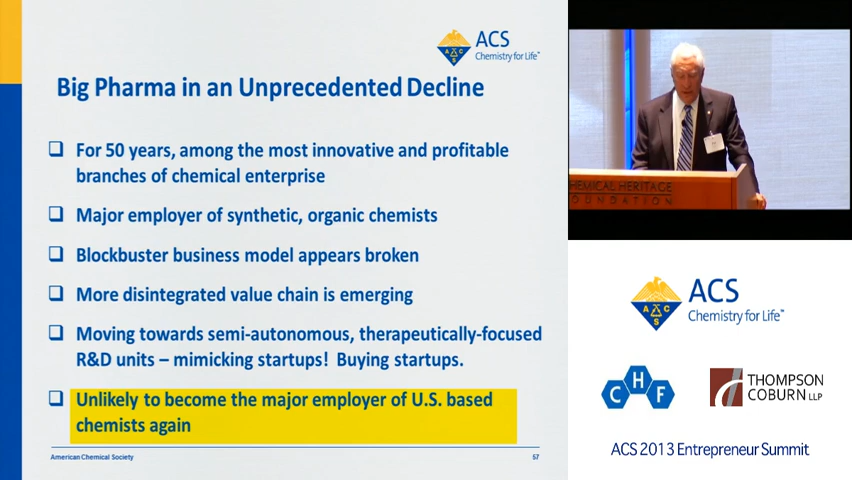 ACS
Chemistry for Life™
Big Pharma in an Unprecedented Decline
For 50 years, among the most innovative and profitable
branches of chemical enterprise
Major employer of synthetic, organic chemists
Blockbuster business model appears broken
More disintegrated value chain is emerging
Moving towards semi-autonomous, therapeutically-focused
R&D units – mimicking startups! Buying startups.
Unlikely to become the major employer of U.S. based
chemists again
American Chemical Society
57
CHEMICAL HERITAGE
FOUNDATION
A C S
ACS
Chemistry for Life™
C H F
THOMPSON
COBURN LLP
ACS 2013 Entrepreneur Summit